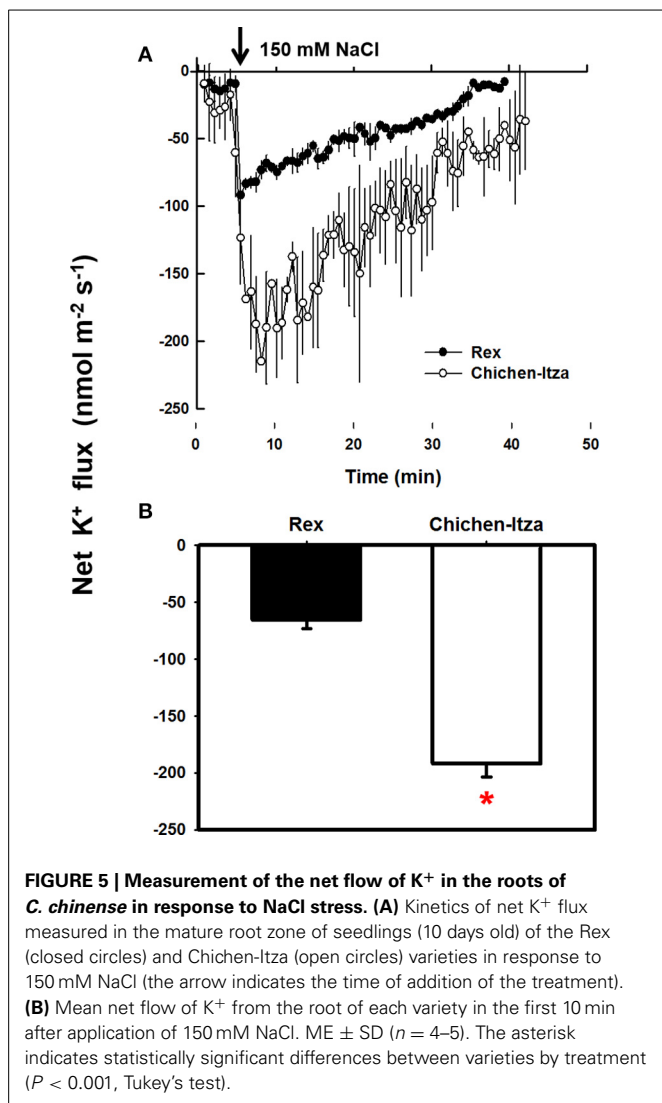 A
150 mM NaCl
0
-50
-100
-150
-200
-250
Rex
Chichen-Itza
0 10 20 30 40 50
Time (min)
Net K+ flux (nmol m-2 s-1)
B
Rex Chichen-Itza
0
-50
-100
-150
-200
-250
*
FIGURE 5 | Measurement of the net flow of K+ in the roots of
C. chinense in response to NaCl stress. (A) Kinetics of net K+ flux
measured in the mature root zone of seedlings (10 days old) of the Rex
(closed circles) and Chichen-Itza (open circles) varieties in response to
150 mM NaCl (the arrow indicates the time of addition of the treatment).
(B) Mean net flow of K+ from the root of each variety in the first 10 min
after application of 150 mM NaCl. ME ± SD (n = 4–5). The asterisk
indicates statistically significant differences between varieties by treatment
(P < 0.001, Tukey's test).